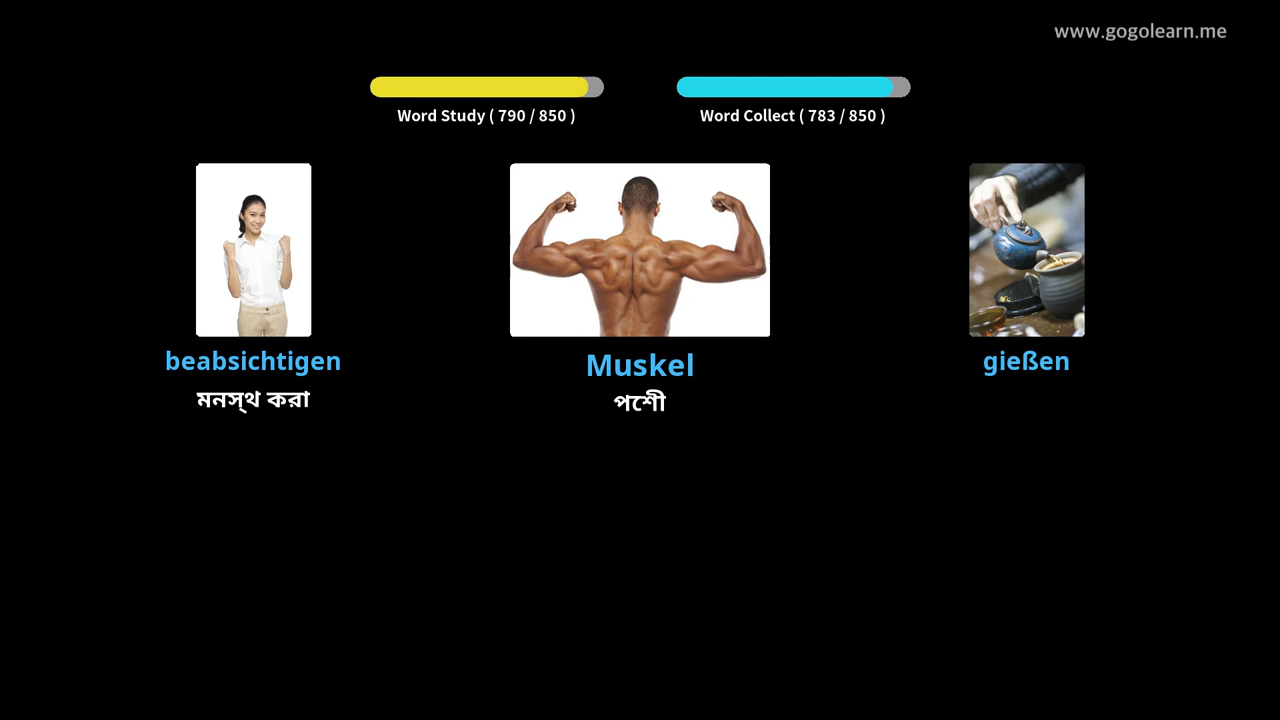 www.gogolearn.me
Word Study ( 790 / 850 )
Word Collect ( 783 / 850 )
beabsichtigen
মনস্থ করা
Muskel
পেশী
gießen